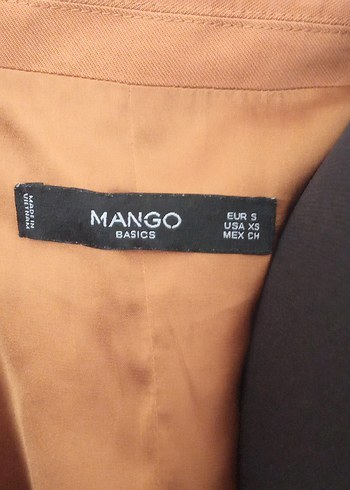 MADE IN
VIETNAM
MANGO
BASICS
EUR S
USA XS
MEX CH